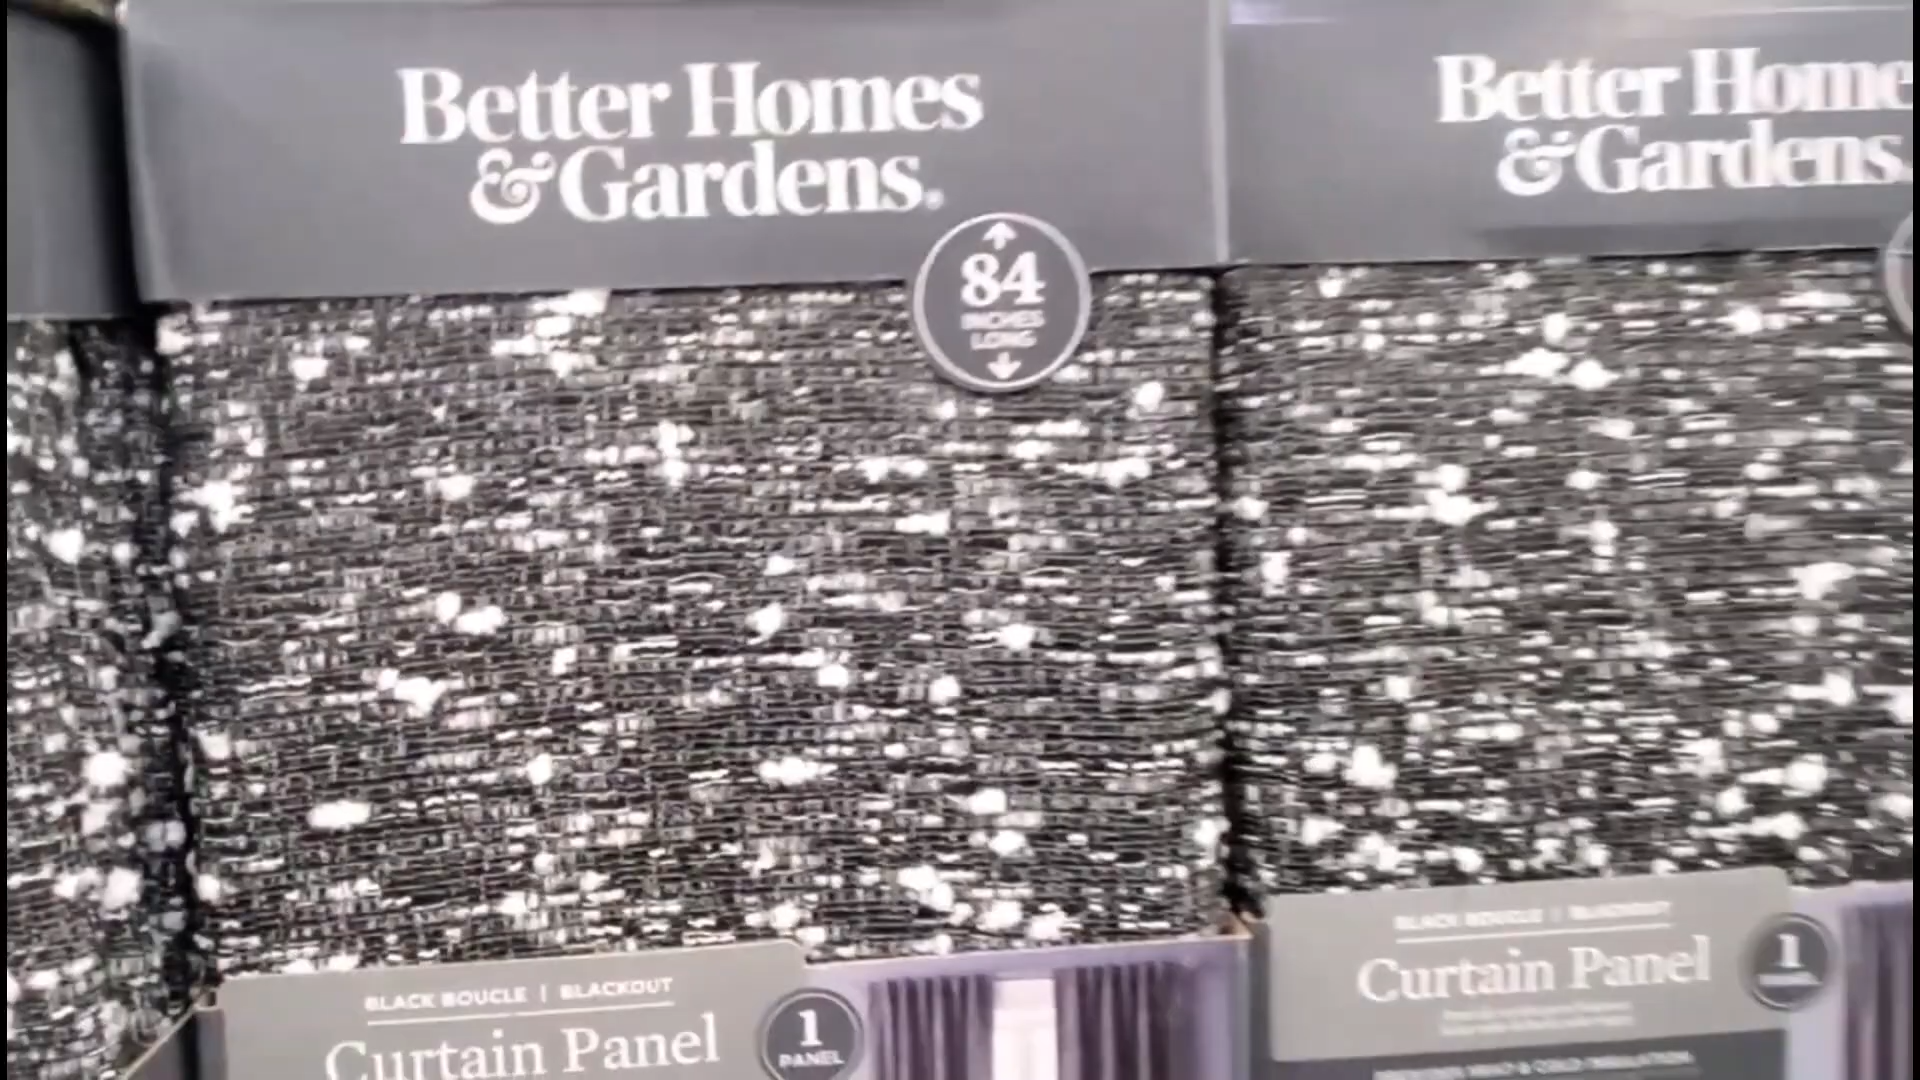 Better Homes
& Gardens®
84
INCHES
LONG
BLACK BOUCLE | BLACKOUT
Curtain Panel
1
PANEL
Better Home
& Gardens.
BLACK BOUCLE | BLACKOUT
Curtain Panel
1
PANEL